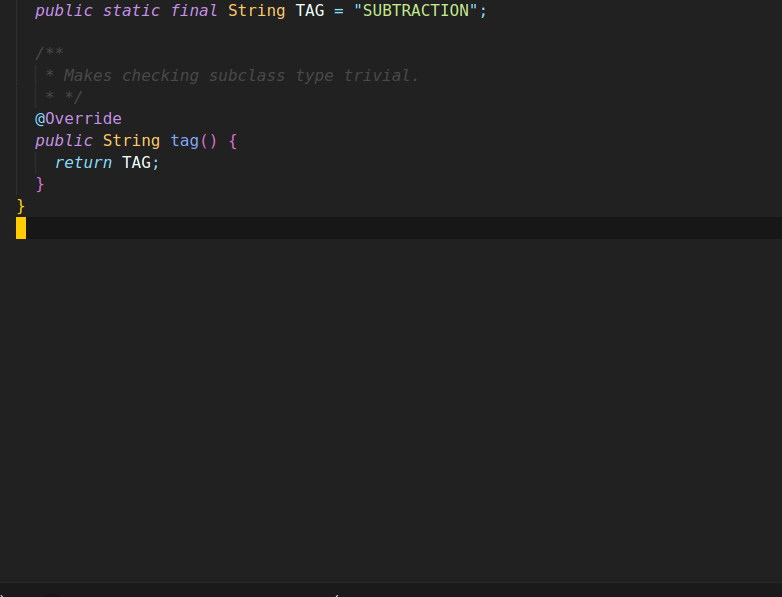 public static final String TAG = "SUBTRACTION";
/**
* Makes checking subclass type trivial.
* */
@Override
public String tag() {
return TAG;
}
}